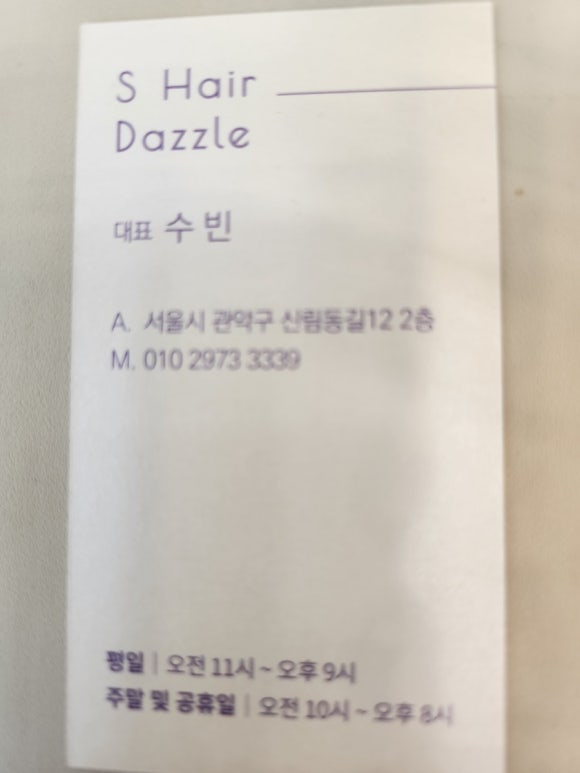 S Hair
Dazzle
대표 수빈
A. 서울시 관악구 신림동길12 2층
M. 010 2973 3339
평일 | 오전 11시 ~ 오후 9시
주말 및 공휴일 | 오전 10시 ~ 오후 8시